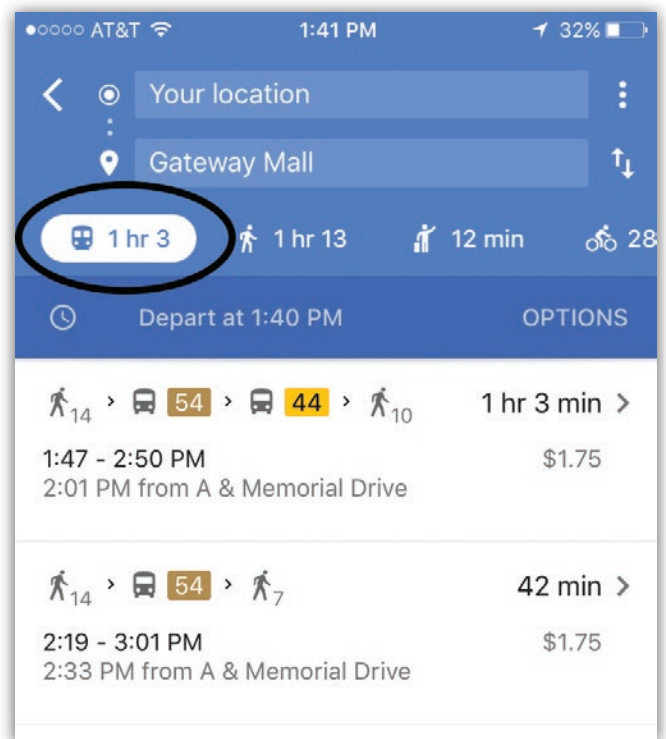 AT&T 1:41 PM 32%
Your location
Gateway Mall
1 hr 3 1 hr 13 12 min 28
Depart at 1:40 PM OPTIONS
14 > 54 > 44 > 10 1 hr 3 min >
1:47 - 2:50 PM $1.75
2:01 PM from A & Memorial Drive
14 > 54 > 7 42 min >
2:19 - 3:01 PM $1.75
2:33 PM from A & Memorial Drive